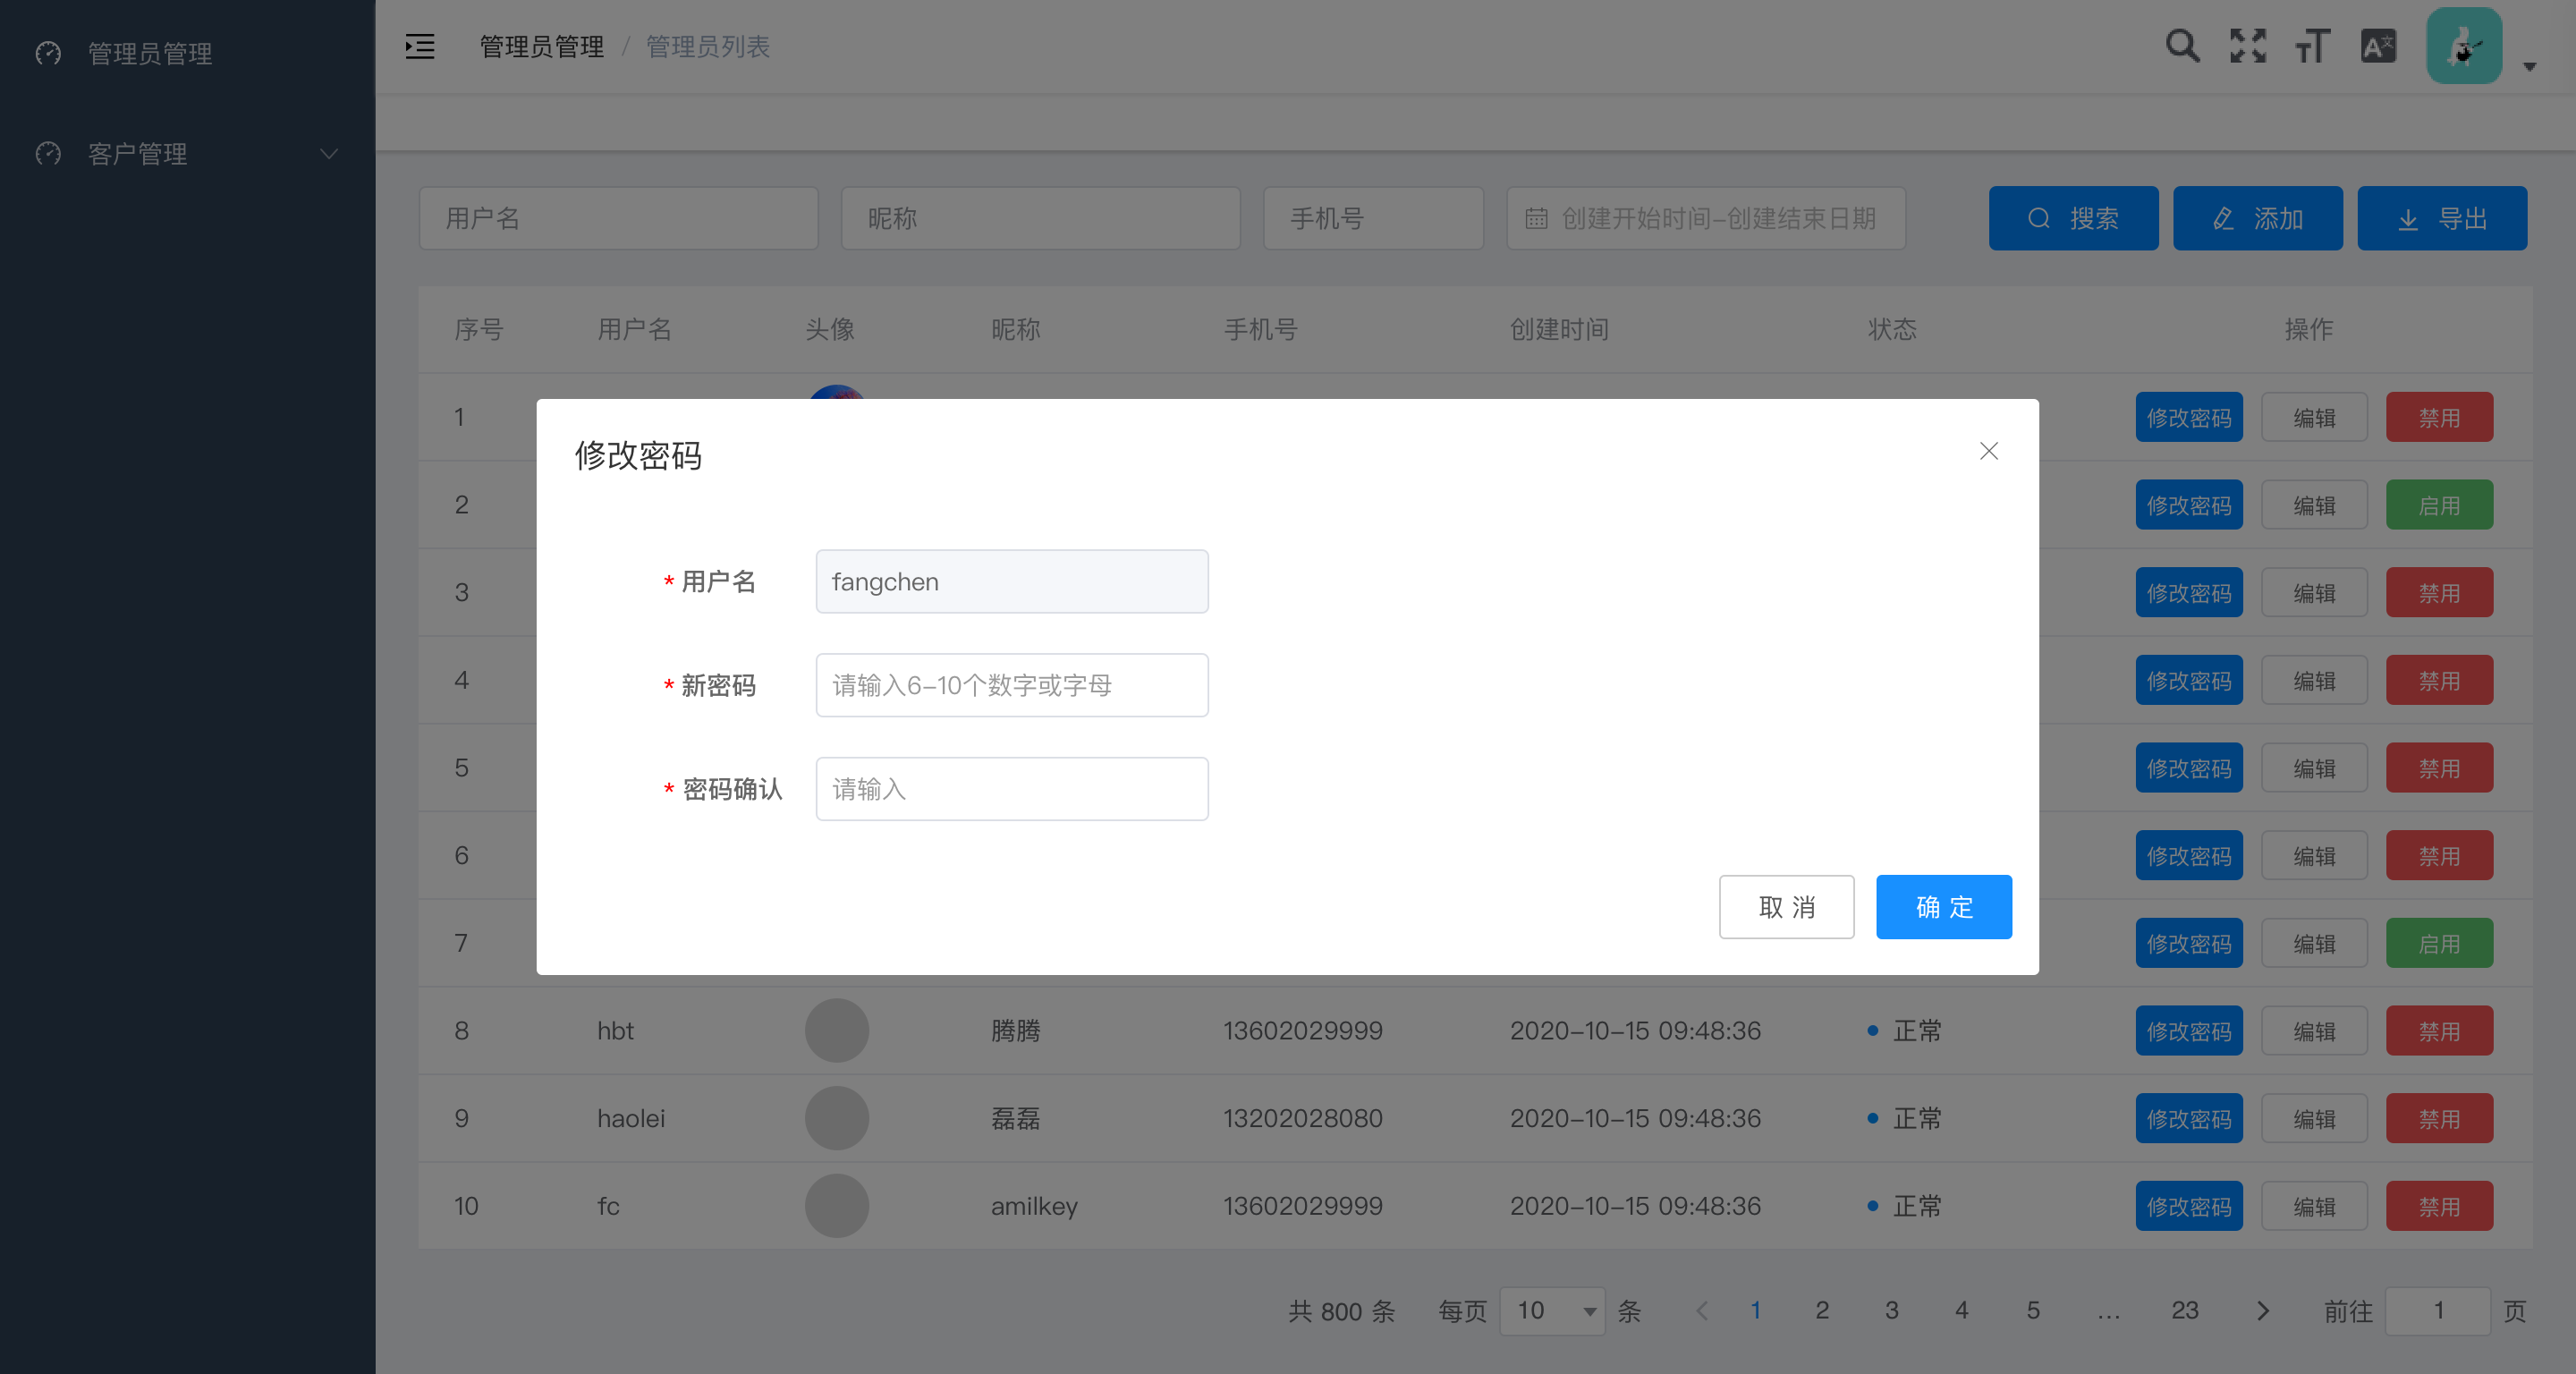 管理员管理
客户管理
管理员管理 / 管理员列表
用户名 昵称 手机号 创建开始时间-创建结束日期 搜索 添加 导出
序号 用户名 头像 昵称 手机号 创建时间 状态 操作
1 修改密码 编辑 禁用
2 修改密码 编辑 启用
3 修改密码 编辑 禁用
4 修改密码 编辑 禁用
5 修改密码 编辑 禁用
6 修改密码 编辑 禁用
7 修改密码 编辑 启用
修改密码
* 用户名 fangchen
* 新密码 请输入6-10个数字或字母
* 密码确认 请输入
取消 确定
8 hbt 腾腾 13602029999 2020-10-15 09:48:36 正常 修改密码 编辑 禁用
9 haolei 磊磊 13202028080 2020-10-15 09:48:36 正常 修改密码 编辑 禁用
10 fc amilkey 13602029999 2020-10-15 09:48:36 正常 修改密码 编辑 禁用
共 800 条 每页 10 条 1 2 3 4 5 ... 23 前往 1 页